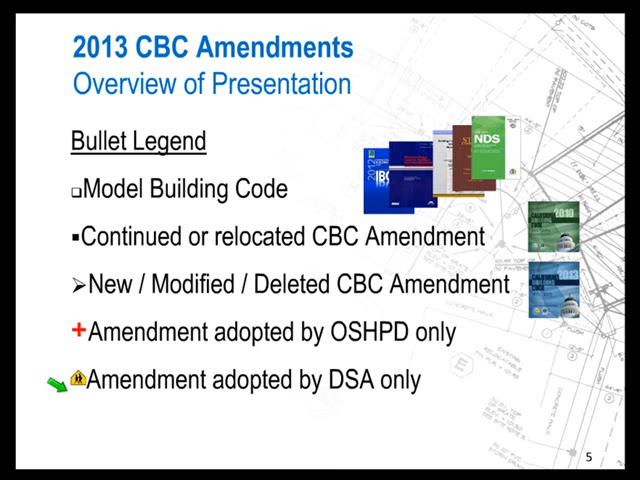 2013 CBC Amendments
Overview of Presentation
Bullet Legend
Model Building Code
Continued or relocated CBC Amendment
New / Modified / Deleted CBC Amendment
Amendment adopted by OSHPD only
Amendment adopted by DSA only
NDS
2012
IBC
2010
2013
5